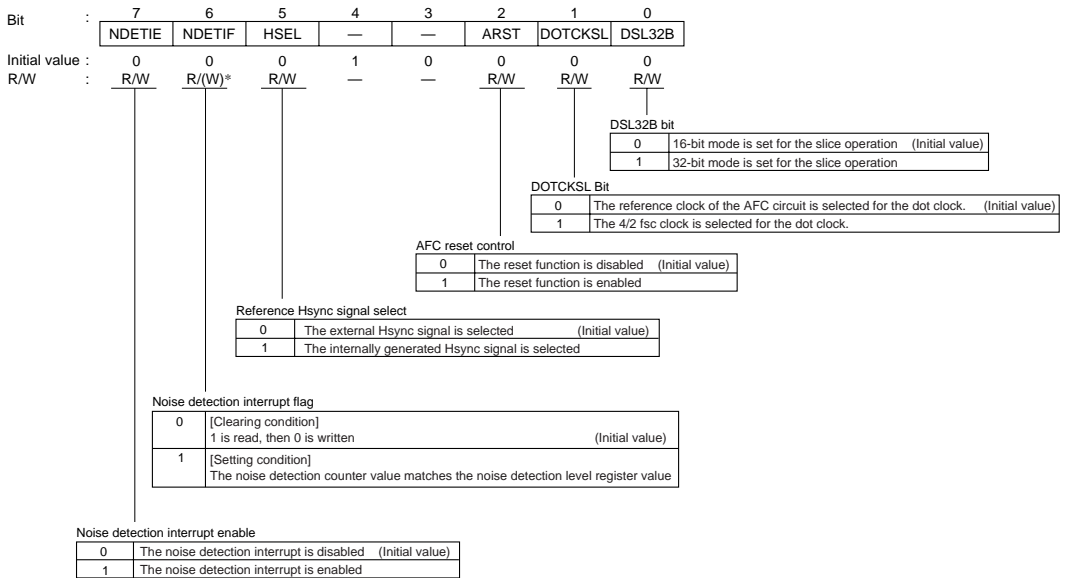 Bit : 7 6 5 4 3 2 1 0
NDETIE NDETIF HSEL — — ARST DOTCKSL DSL32B
Initial value : 0 0 0 1 0 0 0 0
R/W : R/W R/(W)* R/W — — R/W R/W R/W
DSL32B bit
0 16-bit mode is set for the slice operation (Initial value)
1 32-bit mode is set for the slice operation
DOTCKSL Bit
0 The reference clock of the AFC circuit is selected for the dot clock. (Initial value)
1 The 4/2 fsc clock is selected for the dot clock.
AFC reset control
0 The reset function is disabled (Initial value)
1 The reset function is enabled
Reference Hsync signal select
0 The external Hsync signal is selected (Initial value)
1 The internally generated Hsync signal is selected
Noise detection interrupt flag
0 [Clearing condition]
1 is read, then 0 is written (Initial value)
1 [Setting condition]
The noise detection counter value matches the noise detection level register value
Noise detection interrupt enable
0 The noise detection interrupt is disabled (Initial value)
1 The noise detection interrupt is enabled